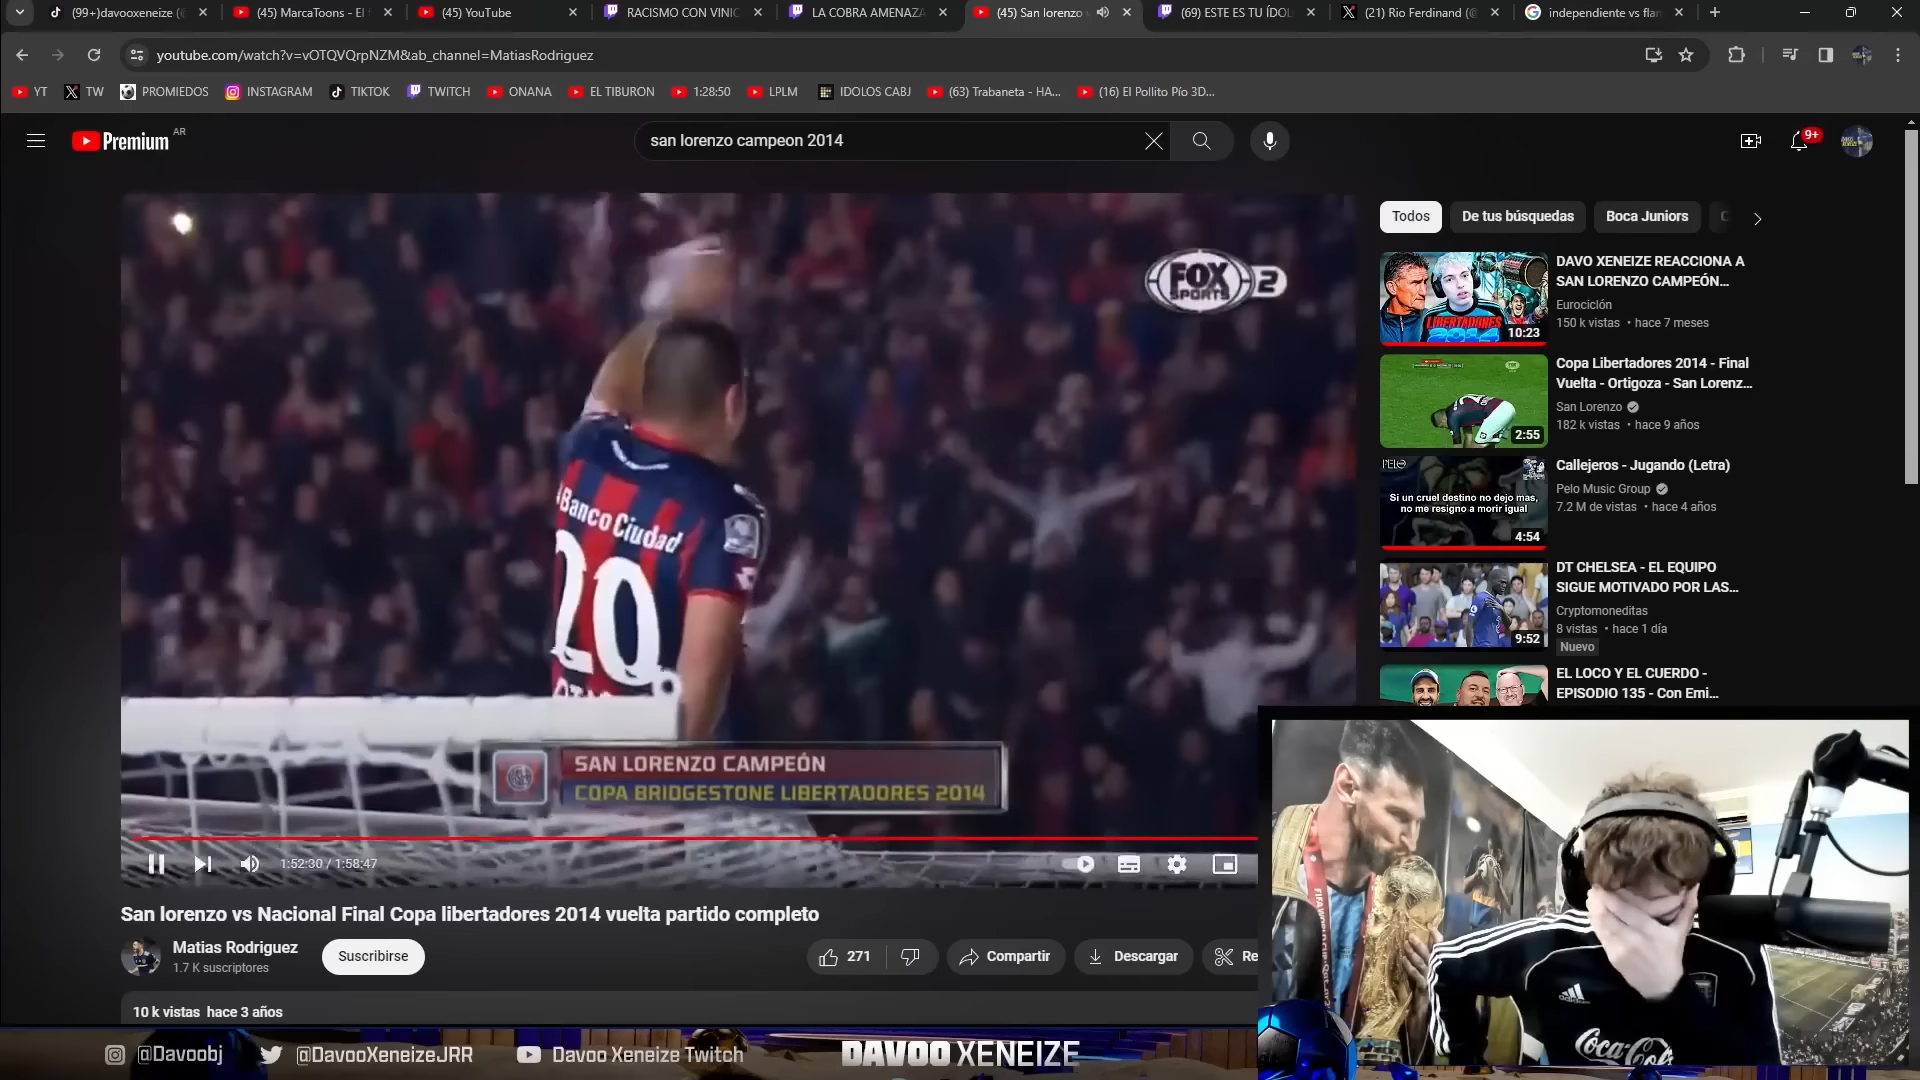 (99+)davooxeneize (@
(45) MarcaToons - El
(45) YouTube
RACISMO CON VINIC
LA COBRA AMENAZA
(45) San lorenzo
(69) ESTE ES TU ÍDOL
(21) Rio Ferdinand (@
independiente vs flam
youtube.com/watch?v=vOTQVQrpNZM&ab_channel=MatiasRodriguez
YT
TW
PROMIEDOS
INSTAGRAM
TIKTOK
TWITCH
ONANA
EL TIBURON
1:28:50
LPLM
IDOLOS CABJ
(63) Trabaneta - HA...
(16) El Pollito Pío 3D...
Premium AR
san lorenzo campeon 2014
9+
FOX SPORTS 2
Banco Ciudad
20
SAN LORENZO CAMPEÓN
COPA BRIDGESTONE LIBERTADORES 2014
1:52:30 / 1:58:47
San lorenzo vs Nacional Final Copa libertadores 2014 vuelta partido completo
Matias Rodriguez
1.7 K suscriptores
Suscribirse
271
Compartir
Descargar
Re
10 k vistas hace 3 años
Todos
De tus búsquedas
Boca Juniors
LIBERTADORES
2014
10:23
DAVO XENEIZE REACCIONA A
SAN LORENZO CAMPEÓN...
Eurociclón
150 k vistas • hace 7 meses
2:55
Copa Libertadores 2014 - Final
Vuelta - Ortigoza - San Lorenz...
San Lorenzo
182 k vistas • hace 9 años
PELO
Si un cruel destino no dejo mas,
no me resigno a morir igual
4:54
Callejeros - Jugando (Letra)
Pelo Music Group
7.2 M de vistas • hace 4 años
9:52
DT CHELSEA - EL EQUIPO
SIGUE MOTIVADO POR LAS...
Cryptomoneditas
8 vistas • hace 1 día
Nuevo
EL LOCO Y EL CUERDO -
EPISODIO 135 - Con Emi...
FIFA WORLD CUP
adidas
Coca-Cola
@Davoobj
@DavooXeneizeJRR
Davoo Xeneize Twitch
DAVOO XENEIZE